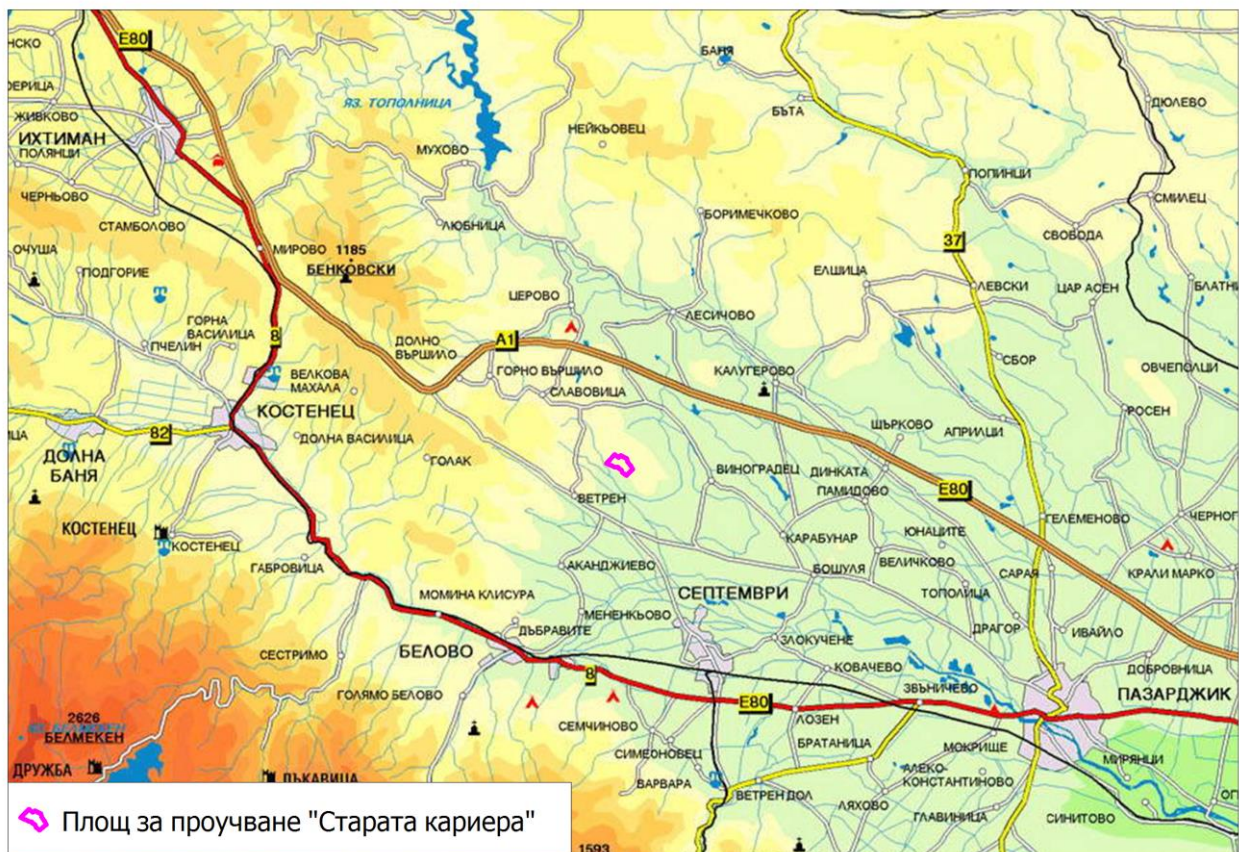 E80
БАНЯ
НСКО
ЯЗ. ТОПОЛНИЦА
БЪТА
ДЮЛЕВО
ЕРИЦА
ЖИВКОВО
ИХТИМАН
НЕЙКЬОВЕЦ
МУХОВО
ПОЛЯНЦИ
ПОПИНЦИ
ЧЕРНЬОВО
СМИЛЕЦ
СТАМБОЛОВО
ЛЮБНИЦА
БОРИМЕЧКОВО
СВОБОДА
37
ОЧУША
МИРОВО
1185
БЕНКОВСКИ
ПОДГОРИЕ
ЕЛШИЦА
ЛЕВСКИ
ЦАР АСЕН
БЛАТНИ
ЦЕРОВО
ЛЕСИЧОВО
ГОРНА
ВАСИЛИЦА
8
ПЧЕЛИН
ДОЛНО
ВЪРШИЛО
A1
СБОР
ОВЧЕПОЛЦИ
ВЕЛКОВА
МАХАЛА
ГОРНО ВЪРШИЛО
КАЛУГЕРОВО
СЛАВОВИЦА
КОСТЕНЕЦ
РОСЕН
ИЦА
82
ДОЛНА ВАСИЛИЦА
ЩЪРКОВО
АПРИЛЦИ
ДОЛНА
БАНЯ
ГОЛАК
ВИНОГРАДЕЦ
ДИНКАТА
E80
ВЕТРЕН
ПАМИДОВО
ГЕЛЕМЕНОВО
ЧЕРНОГ
КОСТЕНЕЦ
КОСТЕНЕЦ
ЮНАЦИТЕ
КАРАБУНАР
ГАБРОВИЦА
АКАНДЖИЕВО
БОШУЛЯ
ВЕЛИЧКОВО
САРАЯ
КРАЛИ МАРКО
МОМИНА КЛИСУРА
СЕПТЕМВРИ
ТОПОЛИЦА
МЕНЕНКЬОВО
ДРАГОР
ИВАЙЛО
ДЪБРАВИТЕ
ЗЛОКУЧЕНЕ
БЕЛОВО
СЕСТРИМО
КОВАЧЕВО
ДОБРОВНИЦА
8
ГОЛЯМО БЕЛОВО
E80
ЗВЪНИЧЕВО
ПАЗАРДЖИК
2626
СЕМЧИНОВО
ЛОЗЕН
БЕЛМЕКЕН
СИМЕОНОВЕЦ
БРАТАНИЦА
МОКРИЩЕ
МИРЯНЦИ
ДРУЖБА
ВАРВАРА
АЛЕКО-
КОНСТАНТИНОВО
ВЕТРЕН ДОЛ
ЛЯХОВО
ГЛАВИНИЦА
СИНИТОВО
Площ за проучване "Старата кариера"
1593